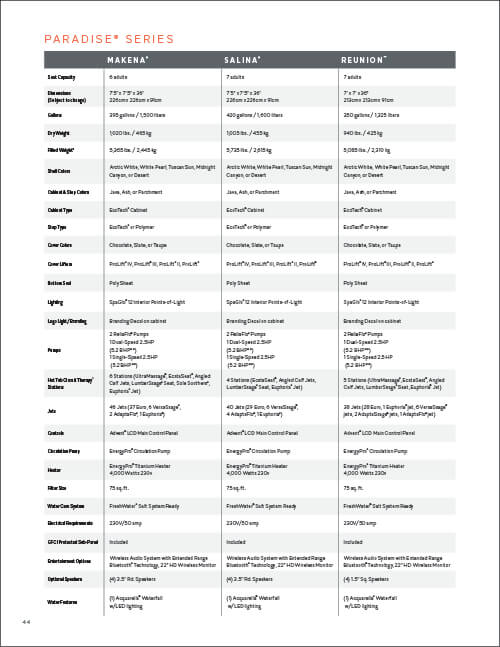 PARADISE® SERIES
MAKENA® SALINA® REUNION™
Seat Capacity 6 adults 7 adults 7 adults
Dimensions 7'5" x 7'5" x 36" 7'5" x 7'5" x 36" 7' x 7' x 36"
(Subject to change) 226cm x 226cm x 91cm 226cm x 226cm x 91cm 213cm x 213cm x 91cm
Gallons 395 gallons / 1,500 liters 420 gallons / 1,600 liters 350 gallons / 1,325 liters
Dry Weight 1,020 lbs. / 465 kg 1,005 lbs. / 455 kg 940 lbs. / 425 kg
Filled Weight* 5,365 lbs. / 2,445 kg 5,735 lbs. / 2,615 kg 5,085 lbs. / 2,310 kg
Shell Colors Arctic White, White Pearl, Tuscan Sun, Midnight Arctic White, White Pearl, Tuscan Sun, Midnight Arctic White, White Pearl, Tuscan Sun, Midnight
Canyon, or Desert Canyon, or Desert Canyon, or Desert
Cabinet & Step Colors Java, Ash, or Parchment Java, Ash, or Parchment Java, Ash, or Parchment
Cabinet Type EcoTech® Cabinet EcoTech® Cabinet EcoTech® Cabinet
Step Type EcoTech® or Polymer EcoTech® or Polymer EcoTech® or Polymer
Cover Colors Chocolate, Slate, or Taupe Chocolate, Slate, or Taupe Chocolate, Slate, or Taupe
Cover Lifters ProLift® IV, ProLift® III, ProLift® II, ProLift® ProLift® IV, ProLift® III, ProLift® II, ProLift® ProLift® IV, ProLift® III, ProLift® II, ProLift®
Bottom Seal Poly Sheet Poly Sheet Poly Sheet
Lighting SpaGlo® 12 Interior Points-of-Light SpaGlo® 12 Interior Points-of-Light SpaGlo® 12 Interior Points-of-Light
Logo Light / Branding Branding Decal on cabinet Branding Decal on cabinet Branding Decal on cabinet
2 ReliaFlo® Pumps 2 ReliaFlo® Pumps 2 ReliaFlo® Pumps
1 Dual-Speed 2.5HP 1 Dual-Speed 2.5HP 1 Dual-Speed 2.5HP
Pumps (5.2 BHP**) (5.2 BHP**) (5.2 BHP**)
1 Single-Speed 2.5HP 1 Single-Speed 2.5HP 1 Single-Speed 2.5HP
(5.2 BHP**) (5.2 BHP**) (5.2 BHP**)
Hot Tub Circuit Therapy® 6 Stations (UltraMassage®, EcstaSeat®, Angled 4 Stations (EcstaSeat®, Angled Calf Jets, 5 Stations (UltraMassage®, EcstaSeat®, Angled
Stations Calf Jets, LumbarSsage® Seat, Sole Soothers®, LumbarSsage® Seat, Euphoria® Jet) Calf Jets, LumbarSsage® Seat, Euphoria® Jet)
Euphoria® Jet)
Jets 46 Jets (37 Euro, 6 VersaSsage®, 40 Jets (29 Euro, 6 VersaSsage®, 38 Jets (28 Euro, 1 Euphoria® jet, 6 VersaSsage®
2 AdaptaFlo®, 1 Euphoria®) 4 AdaptaFlo®, 1 Euphoria®) jets, 2 AdaptaSsage® jets, 1 AdaptaFlo® jet)
Controls Advent® LCD Main Control Panel Advent® LCD Main Control Panel Advent® LCD Main Control Panel
Circulation Pump EnergyPro® Circulation Pump EnergyPro® Circulation Pump EnergyPro® Circulation Pump
Heater EnergyPro® Titanium Heater EnergyPro® Titanium Heater EnergyPro® Titanium Heater
4,000 Watts 230v 4,000 Watts 230v 4,000 Watts 230v
Filter Size 75 sq. ft. 75 sq. ft. 75 sq. ft.
Water Care System FreshWater® Salt System Ready FreshWater® Salt System Ready FreshWater® Salt System Ready
Electrical Requirements 230V/50 amp 230V/50 amp 230V/50 amp
GFCI Protected Sub-Panel Included Included Included
Entertainment Options Wireless Audio System with Extended Range Wireless Audio System with Extended Range Wireless Audio System with Extended Range
Bluetooth® Technology, 22" HD Wireless Monitor Bluetooth® Technology, 22" HD Wireless Monitor Bluetooth® Technology, 22" HD Wireless Monitor
Optional Speakers (4) 3.5" Rd. Speakers (4) 3.5" Rd. Speakers (4) 1.5" Sq. Speakers
Water Features (1) Acquarella® Waterfall (1) Acquarella® Waterfall (1) Acquarella® Waterfall
w/LED lighting w/LED lighting w/LED lighting
44